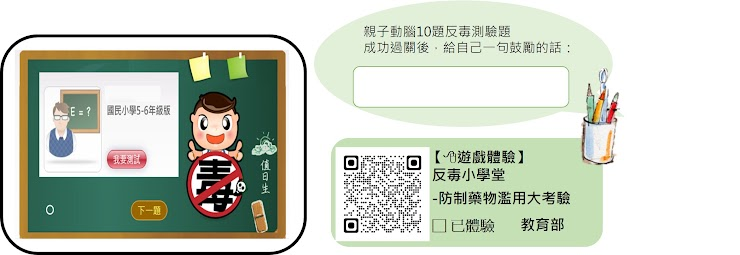 國民小學5-6年級版
E = ?
我要測試
值日生
毒
下一題
親子動腦10題反毒測驗題
成功過關後，給自己一句鼓勵的話：
【遊戲體驗】
反毒小學堂
-防制藥物濫用大考驗
□ 已體驗 教育部